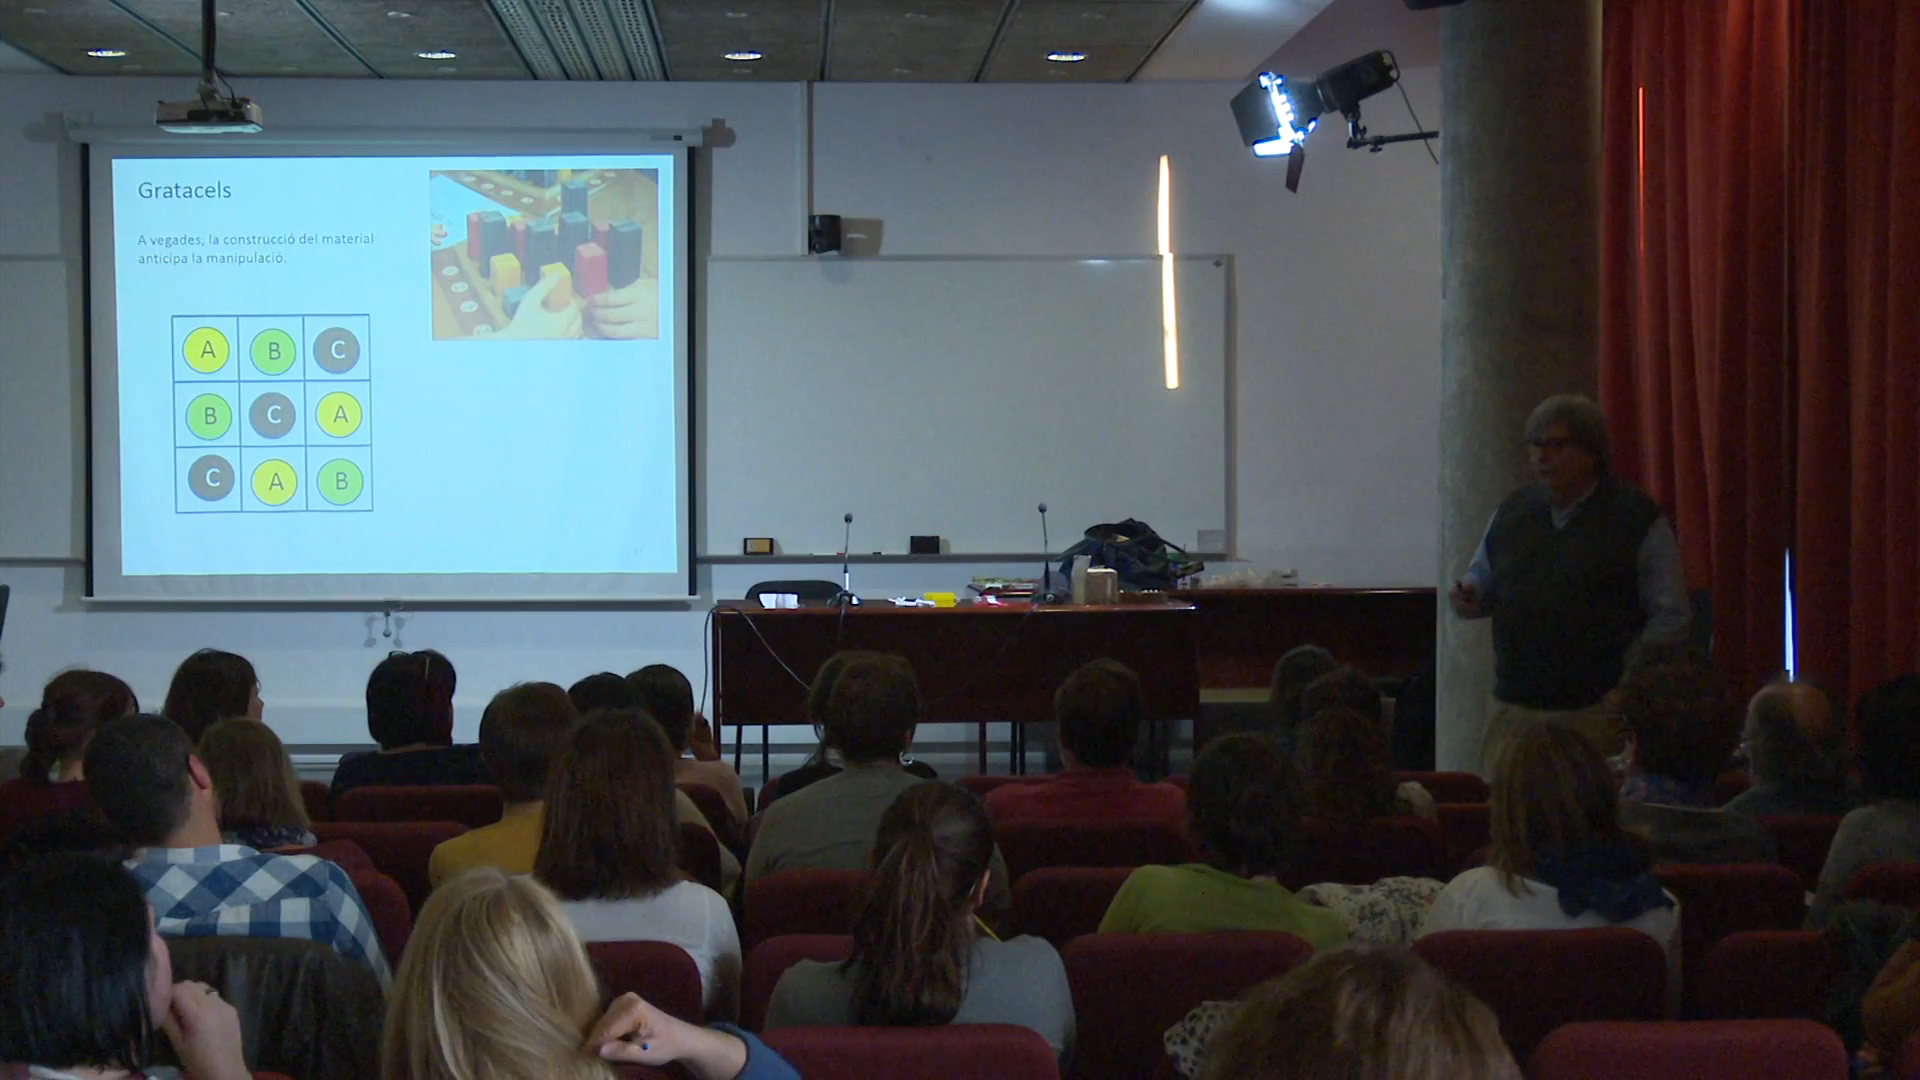 Gratacels
A vegades, la construcció del material
anticipa la manipulació.
A B C
B C A
C A B